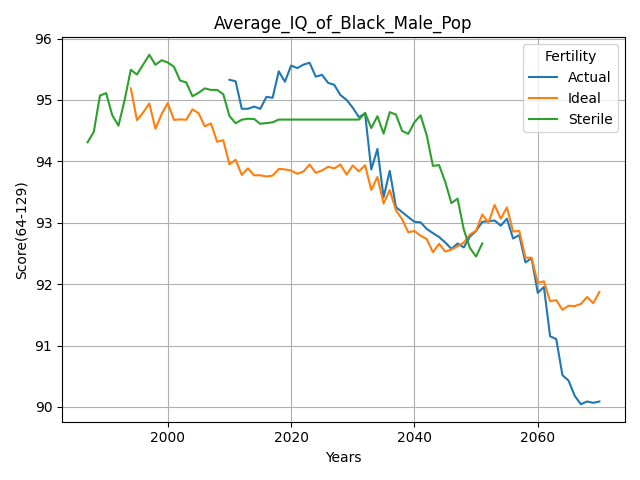 Average_IQ_of_Black_Male_Pop
96
95
94
93
92
91
90
Score(64-129)
2000
2020
2040
2060
Years
Fertility
Actual
Ideal
Sterile